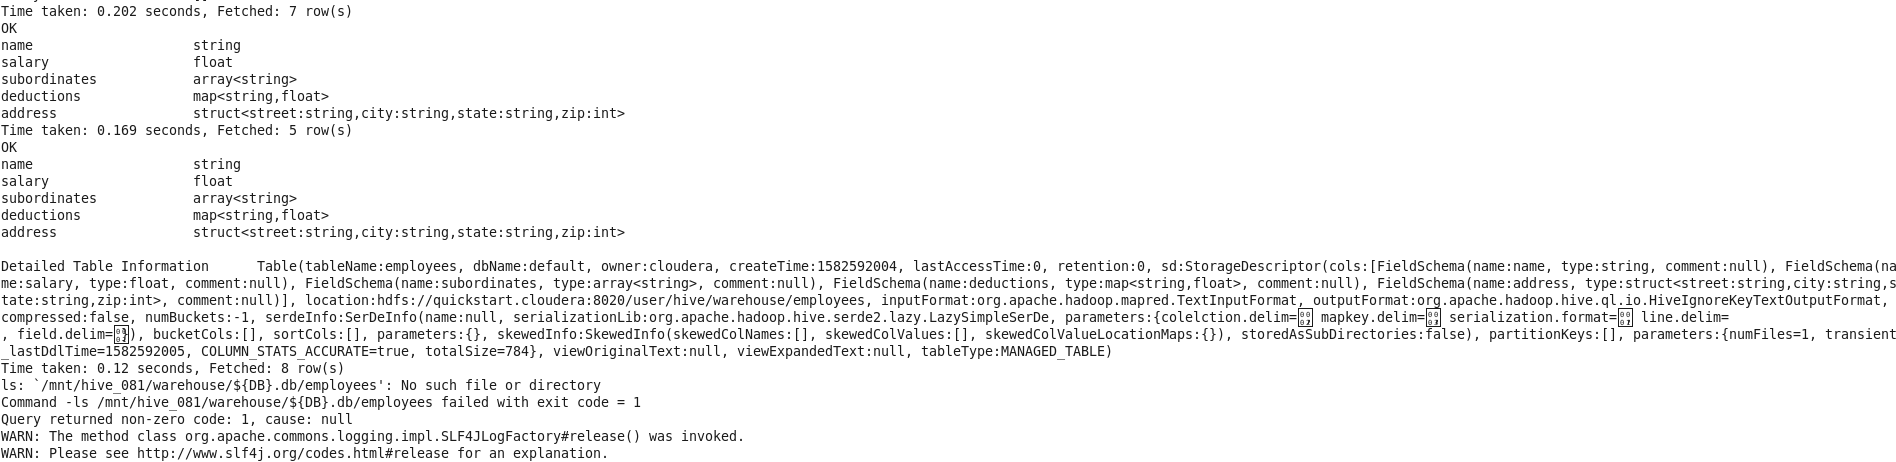 Time taken: 0.202 seconds, Fetched: 7 row(s)
OK
name                    string
salary                  float
subordinates            array<string>
deductions              map<string,float>
address                 struct<street:string,city:string,state:string,zip:int>
Time taken: 0.169 seconds, Fetched: 5 row(s)
OK
name                    string
salary                  float
subordinates            array<string>
deductions              map<string,float>
address                 struct<street:string,city:string,state:string,zip:int>

Detailed Table Information      Table(tableName:employees, dbName:default, owner:cloudera, createTime:1582592004, lastAccessTime:0, retention:0, sd:StorageDescriptor(cols:[FieldSchema(name:name, type:string, comment:null), FieldSchema(na
me:salary, type:float, comment:null), FieldSchema(name:subordinates, type:array<string>, comment:null), FieldSchema(name:deductions, type:map<string,float>, comment:null), FieldSchema(name:address, type:struct<street:string,city:string,s
tate:string,zip:int>, comment:null)], location:hdfs://quickstart.cloudera:8020/user/hive/warehouse/employees, inputFormat:org.apache.hadoop.mapred.TextInputFormat, outputFormat:org.apache.hadoop.hive.ql.io.HiveIgnoreKeyTextOutputFormat,
compressed:false, numBuckets:-1, serdeInfo:SerDeInfo(name:null, serializationLib:org.apache.hadoop.hive.serde2.lazy.LazySimpleSerDe, parameters:{colelction.delim= mapkey.delim= serialization.format= line.delim=
, field.delim=}), bucketCols:[], sortCols:[], parameters:{}, skewedInfo:SkewedInfo(skewedColNames:[], skewedColValues:[], skewedColValueLocationMaps:{}), storedAsSubDirectories:false), partitionKeys:[], parameters:{numFiles=1, transient
_lastDdlTime=1582592005, COLUMN_STATS_ACCURATE=true, totalSize=784}, viewOriginalText:null, viewExpandedText:null, tableType:MANAGED_TABLE)
Time taken: 0.12 seconds, Fetched: 8 row(s)
ls: `/mnt/hive_081/warehouse/${DB}.db/employees': No such file or directory
Command -ls /mnt/hive_081/warehouse/${DB}.db/employees failed with exit code = 1
Query returned non-zero code: 1, cause: null
WARN: The method class org.apache.commons.logging.impl.SLF4JLogFactory#release() was invoked.
WARN: Please see http://www.slf4j.org/codes.html#release for an explanation.